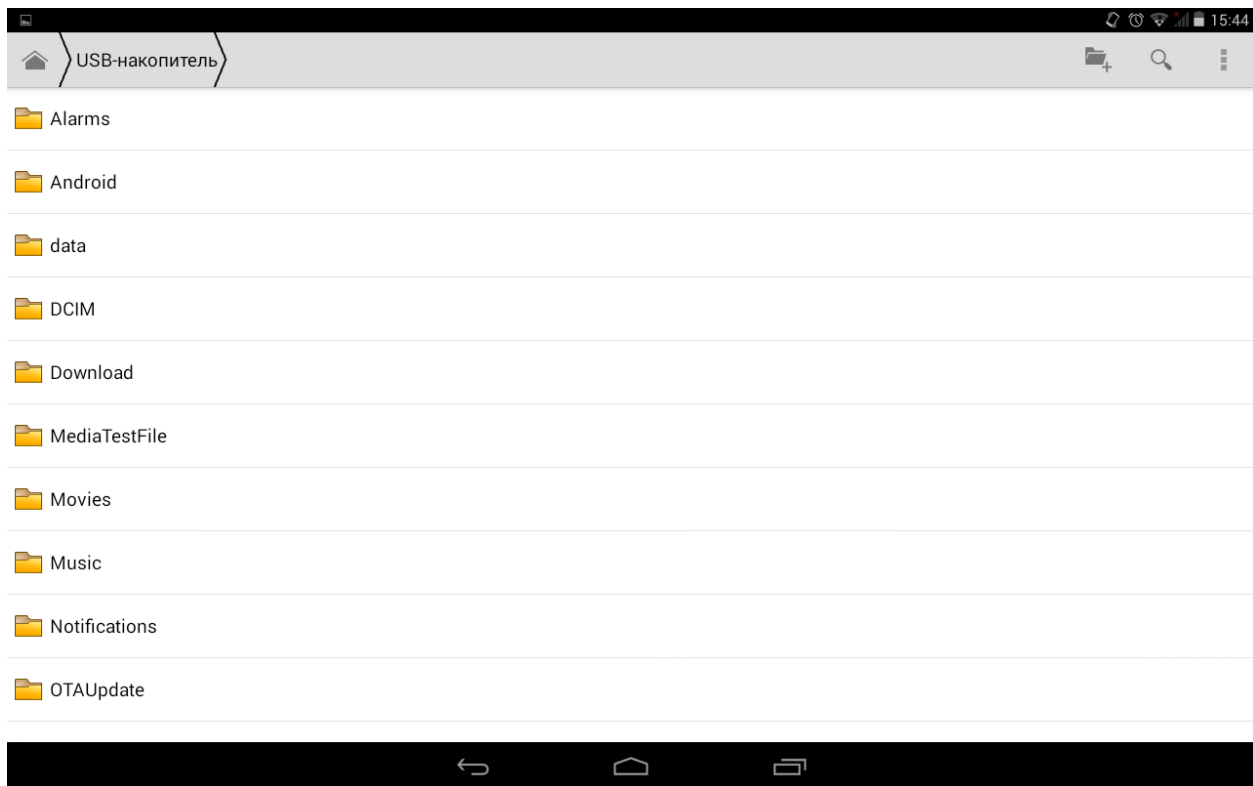 15:44
USB-накопитель
Alarms
Android
data
DCIM
Download
MediaTestFile
Movies
Music
Notifications
OTAUpdate